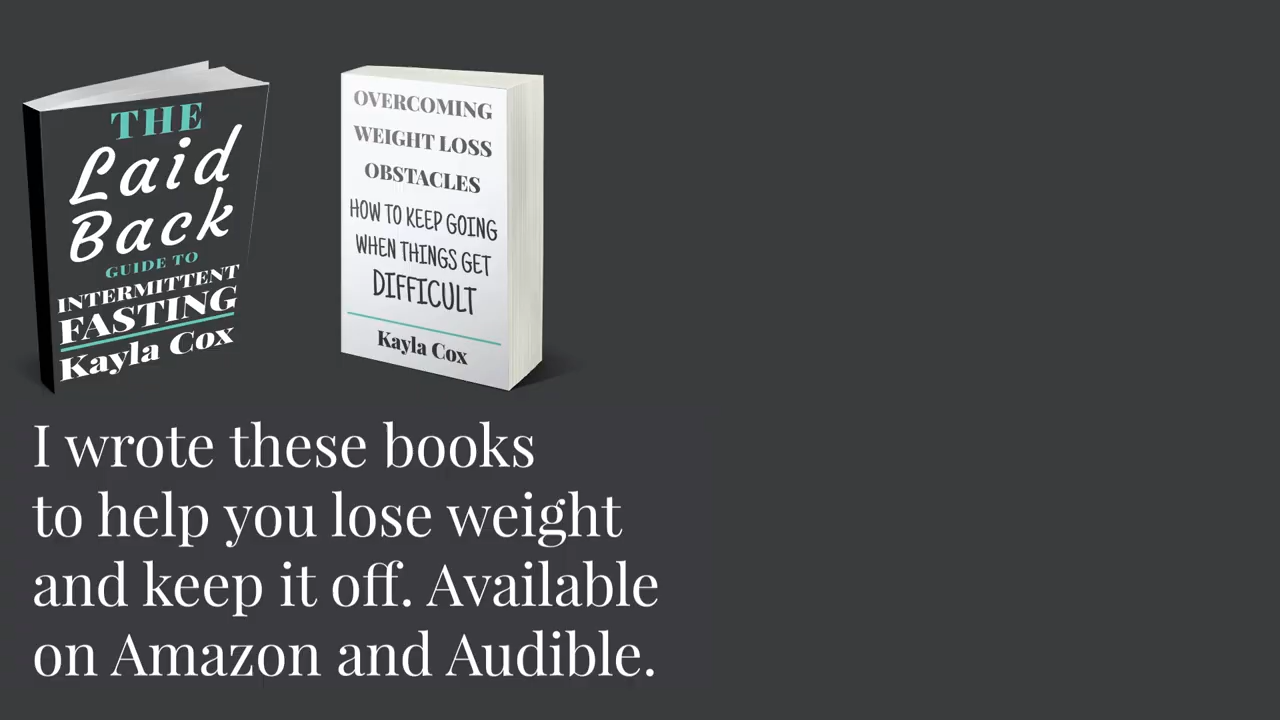 THE
Laid
Back
GUIDE TO
INTERMITTENT
FASTING
Kayla Cox
OVERCOMING
WEIGHT LOSS
OBSTACLES
HOW TO KEEP GOING
WHEN THINGS GET
DIFFICULT
Kayla Cox
I wrote these books
to help you lose weight
and keep it off. Available
on Amazon and Audible.